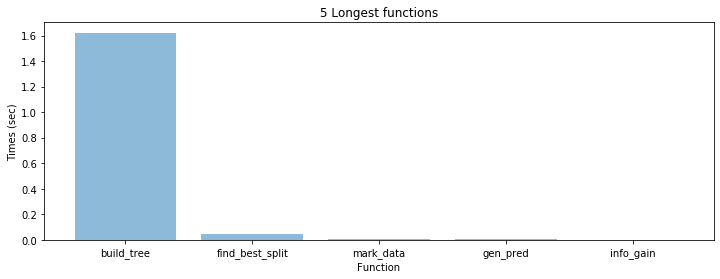 5 Longest functions
Times (sec)
1.6
1.4
1.2
1.0
0.8
0.6
0.4
0.2
0.0
build_tree find_best_split mark_data gen_pred info_gain
Function